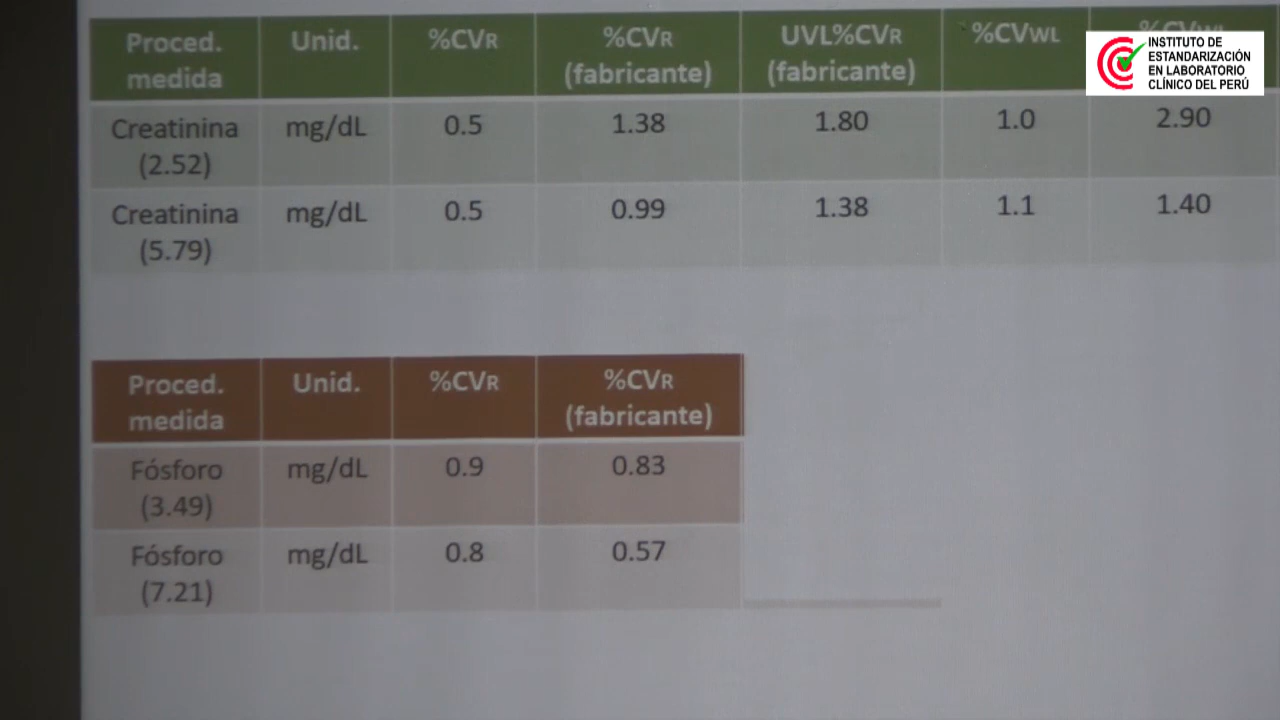 Proced. medida Unid. %CVR %CVR (fabricante) UVL%CVR (fabricante) %CVWL
Creatinina (2.52) mg/dL 0.5 1.38 1.80 1.0 2.90
Creatinina (5.79) mg/dL 0.5 0.99 1.38 1.1 1.40
Proced. medida Unid. %CVR %CVR (fabricante)
Fósforo (3.49) mg/dL 0.9 0.83
Fósforo (7.21) mg/dL 0.8 0.57
INSTITUTO DE
ESTANDARIZACIÓN
EN LABORATORIO
CLÍNICO DEL PERÚ